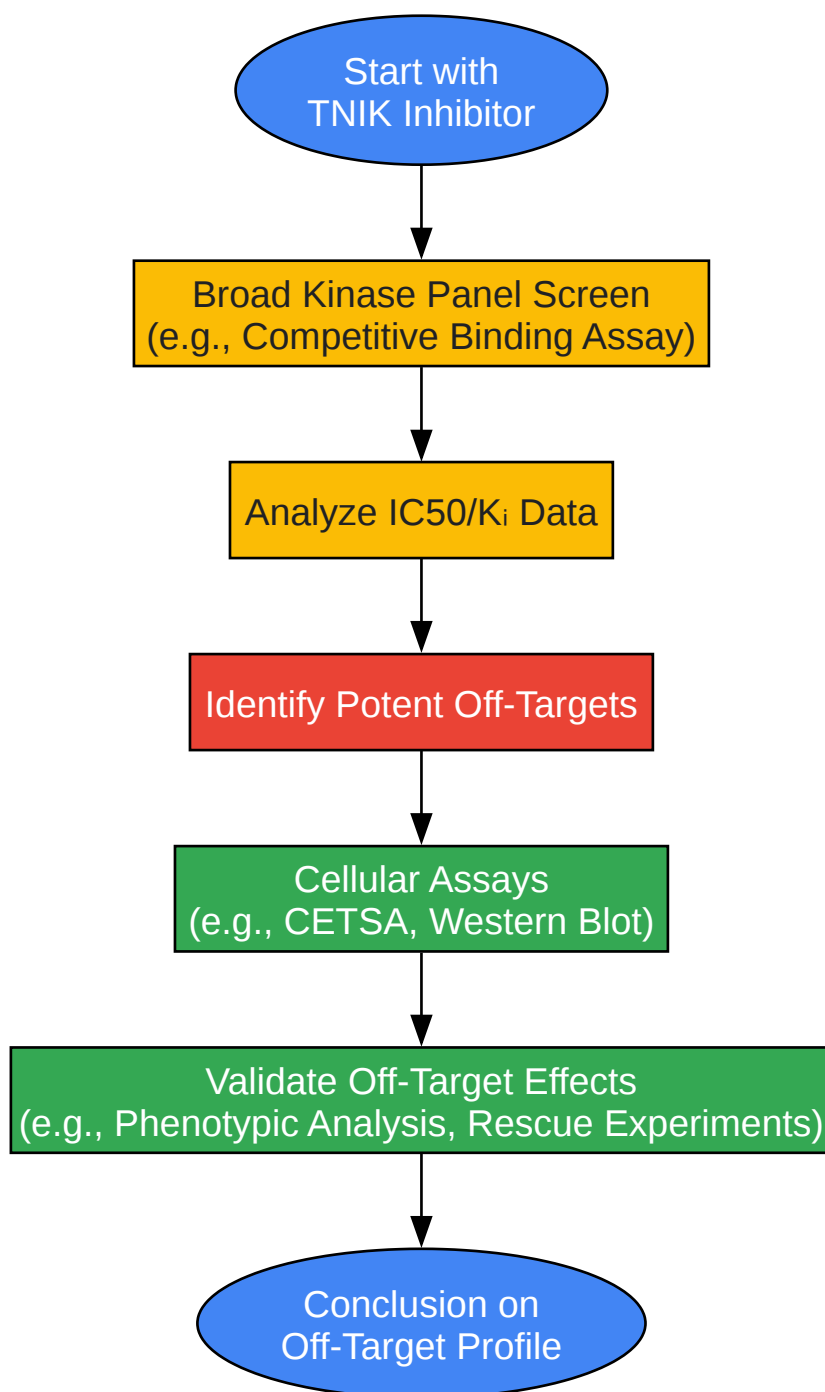 Start with
TNIK Inhibitor
Broad Kinase Panel Screen
(e.g., Competitive Binding Assay)
Analyze IC50/Kᵢ Data
Identify Potent Off-Targets
Cellular Assays
(e.g., CETSA, Western Blot)
Validate Off-Target Effects
(e.g., Phenotypic Analysis, Rescue Experiments)
Conclusion on
Off-Target Profile